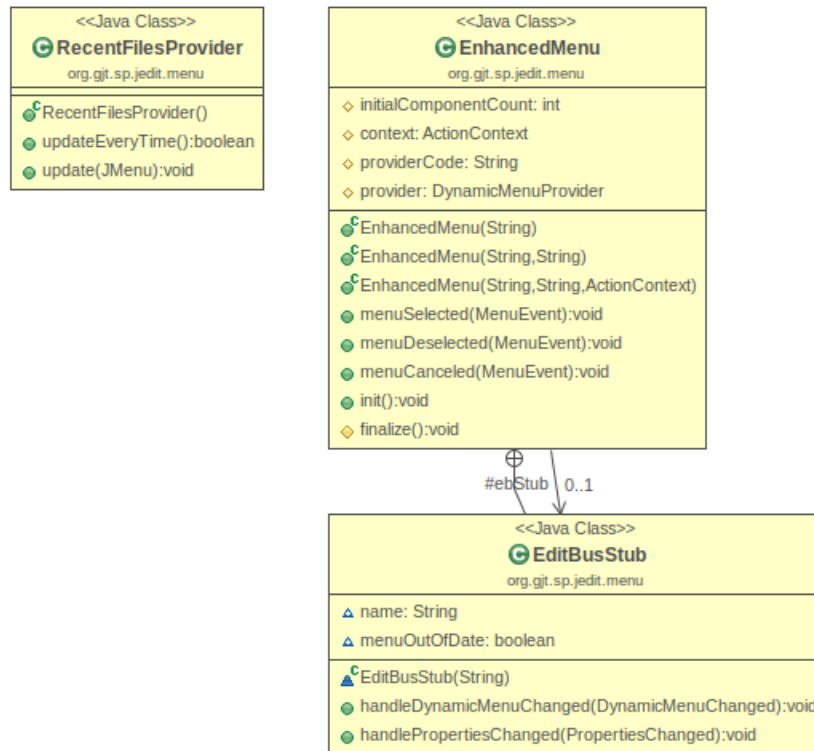 <<Java Class>>
RecentFilesProvider
org.gjt.sp.jedit.menu
RecentFilesProvider()
updateEveryTime():boolean
update(JMenu):void
<<Java Class>>
EnhancedMenu
org.gjt.sp.jedit.menu
initialComponentCount: int
context: ActionContext
providerCode: String
provider: DynamicMenuProvider
EnhancedMenu(String)
EnhancedMenu(String,String)
EnhancedMenu(String,String,ActionContext)
menuSelected(MenuEvent):void
menuDeselected(MenuEvent):void
menuCanceled(MenuEvent):void
init():void
finalize():void
#ebStub 0..1
<<Java Class>>
EditBusStub
org.gjt.sp.jedit.menu
name: String
menuOutOfDate: boolean
EditBusStub(String)
handleDynamicMenuChanged(DynamicMenuChanged):void
handlePropertiesChanged(PropertiesChanged):void